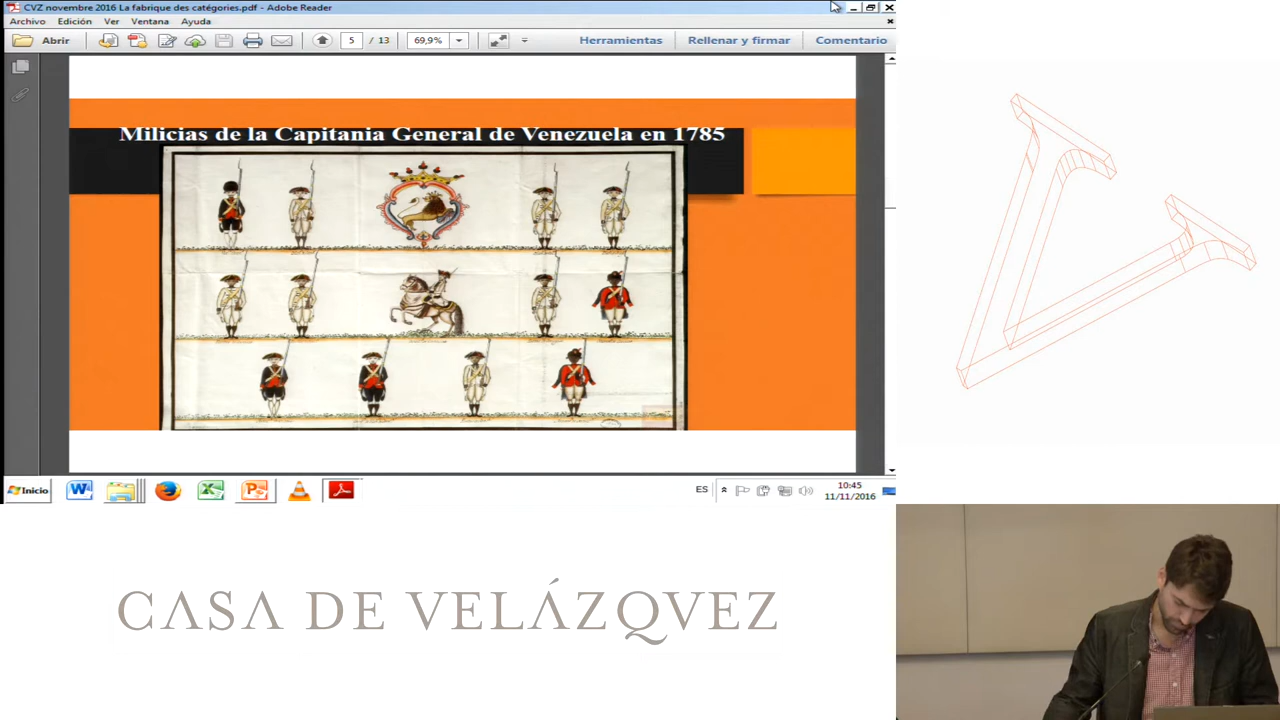 CVZ novembre 2016 La fabrique des catégories.pdf - Adobe Reader
Archivo Edición Ver Ventana Ayuda
Abrir 5 / 13 69,9% Herramientas Rellenar y firmar Comentario
Milicias de la Capitania General de Venezuela en 1785
Inicio ES 10:45
11/11/2016
CASA DE VELÁZQVEZ